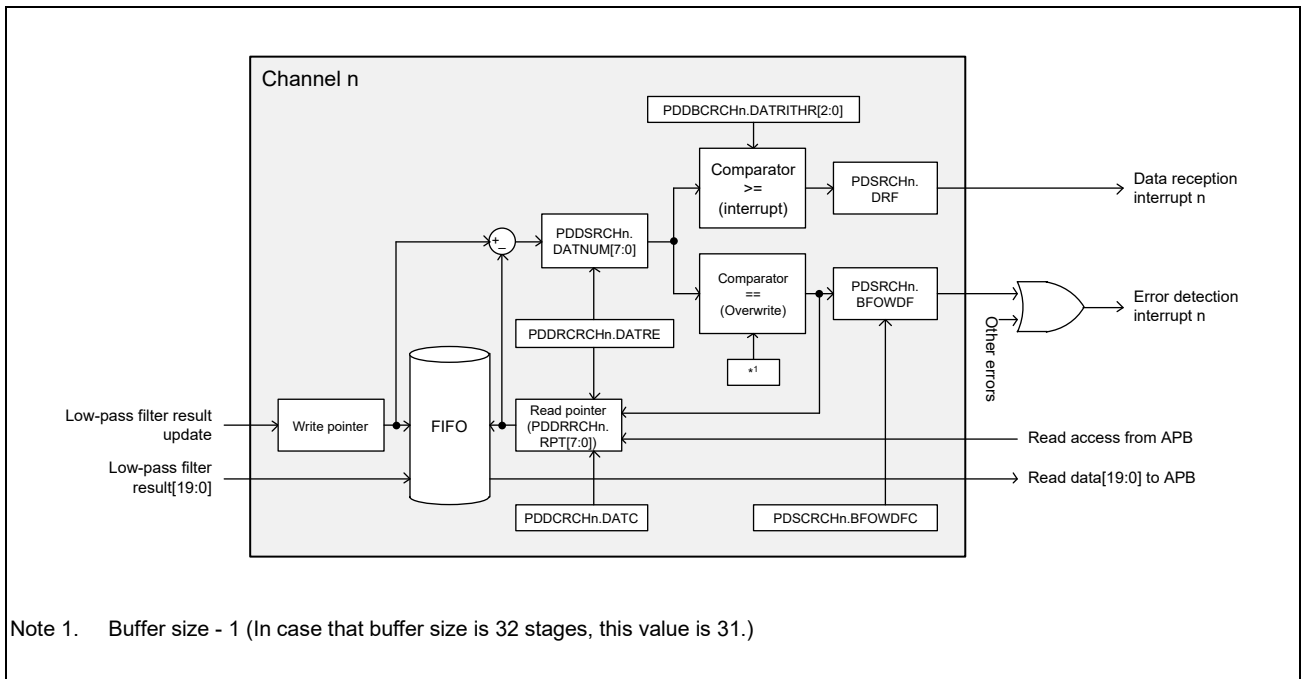 Channel n
PDDBCRCHn.DATRITHR[2:0]
Comparator
>=
(interrupt)
PDSRCHn.
DRF
Data reception
interrupt n
+
–
PDDSRCHn.
DATNUM[7:0]
Comparator
==
(Overwrite)
PDSRCHn.
BFOWDF
Error detection
interrupt n
Other errors
PDDRCRCHn.DATRE
*1
Low-pass filter result
update
Write pointer
FIFO
Read pointer
(PDDRRCHn.
RPT[7:0])
Read access from APB
Low-pass filter
result[19:0]
Read data[19:0] to APB
PDDCRCHn.DATC
PDSCRCHn.BFOWDFC
Note 1. Buffer size - 1 (In case that buffer size is 32 stages, this value is 31.)